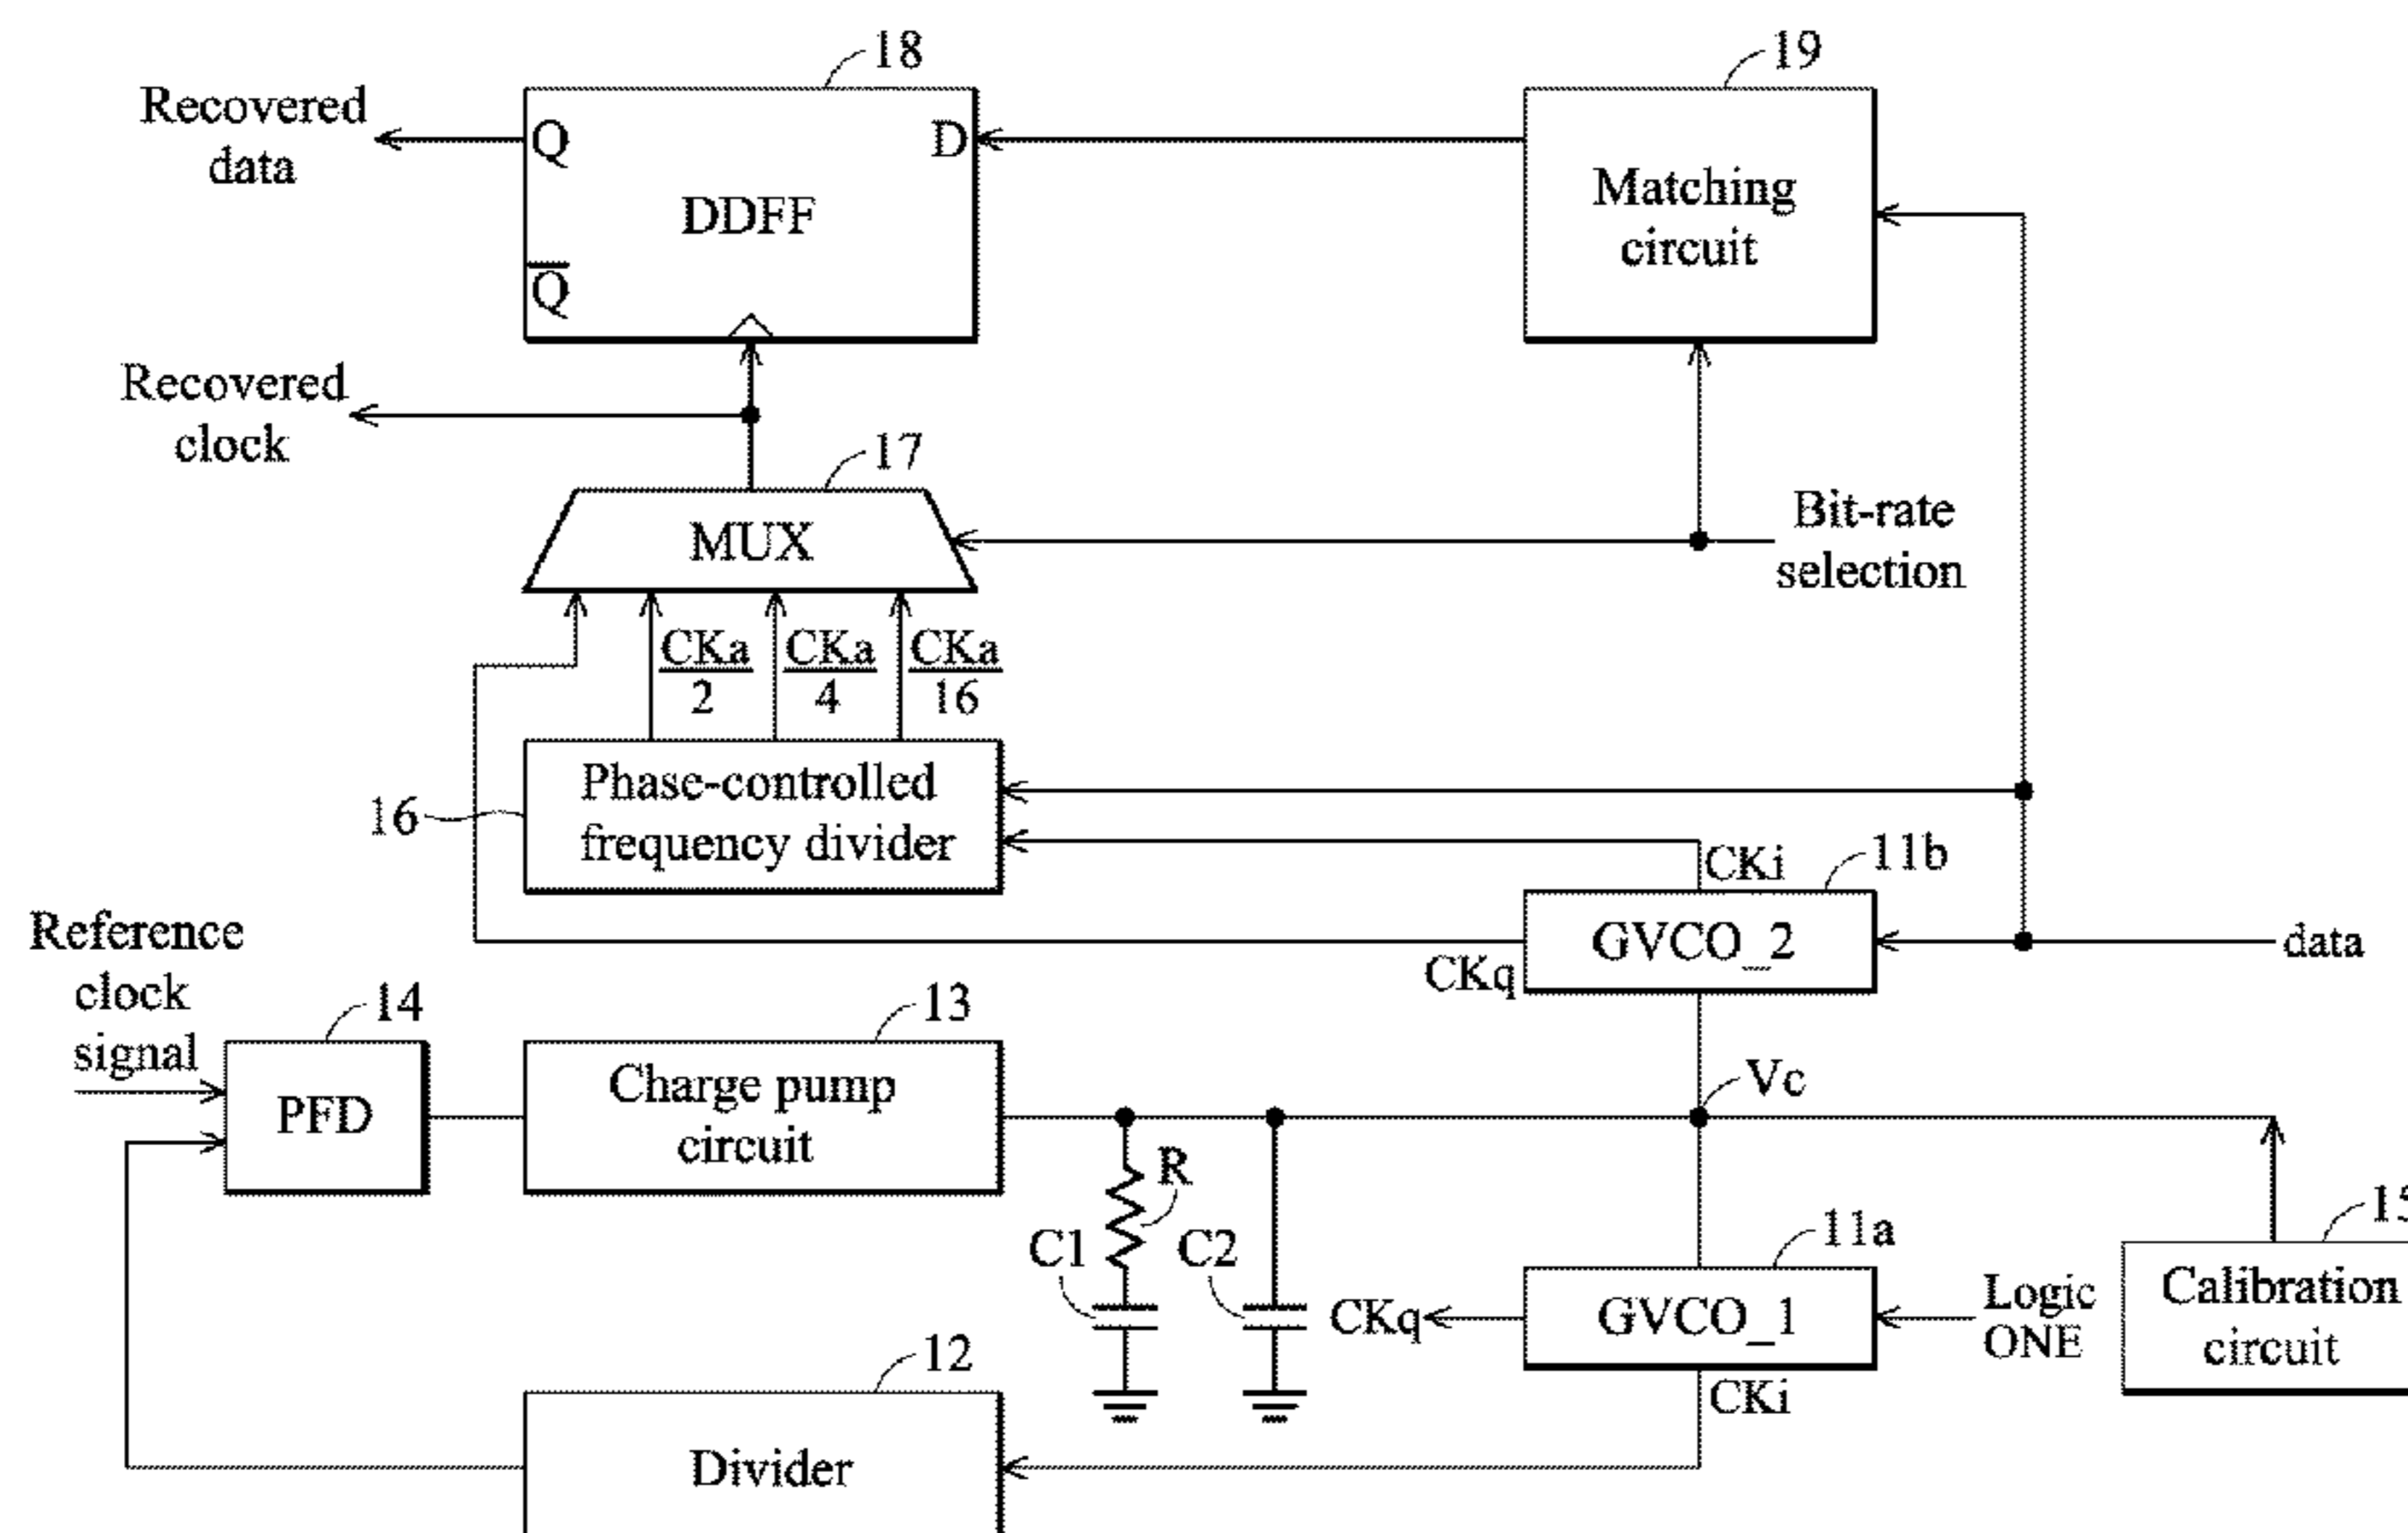 18
19
Recovered
data
Q
D
DDFF
Q
Matching
circuit
Recovered
clock
17
MUX
Bit-rate
selection
CKa
2
CKa
4
CKa
16
16
Phase-controlled
frequency divider
CKi
11b
GVCO_2
data
CKq
Reference
clock
signal
14
PFD
13
Charge pump
circuit
Vc
R
C1
C2
11a
15
CKq
GVCO_1
Logic
ONE
Calibration
circuit
CKi
12
Divider